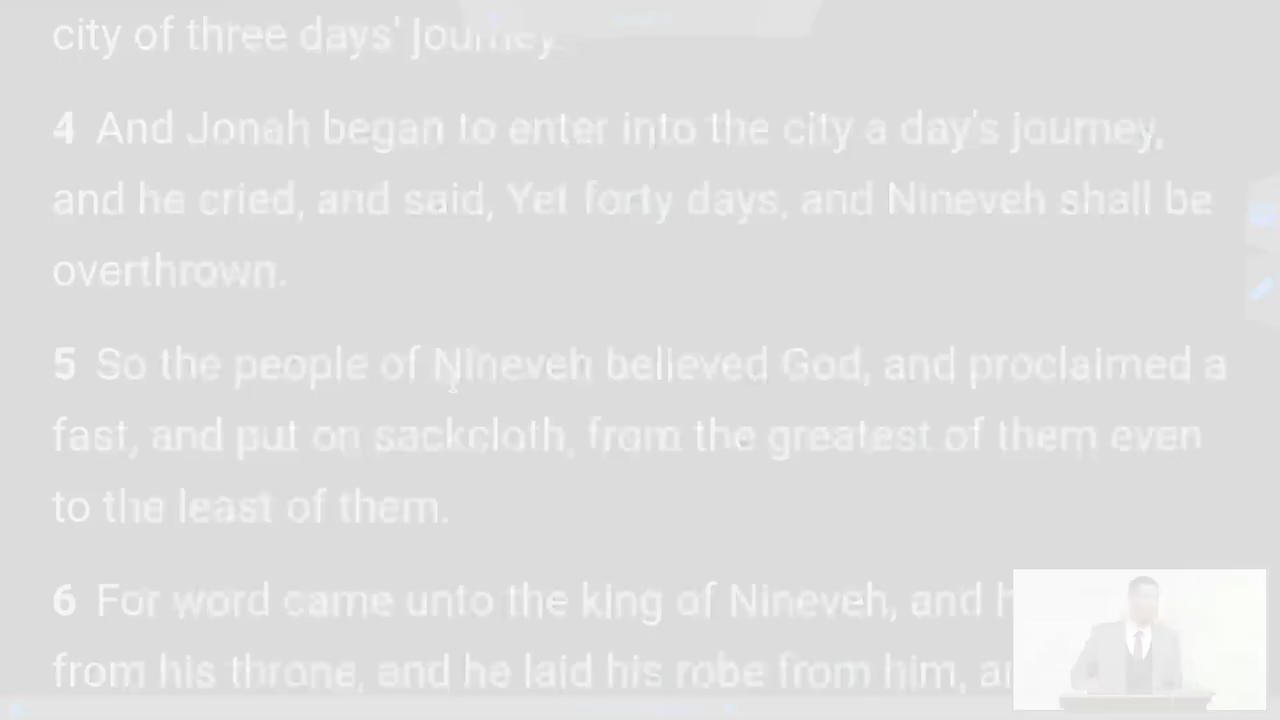 city of three days' journey.
4 And Jonah began to enter into the city a day's journey,
and he cried, and said, Yet forty days, and Nineveh shall be
overthrown.
5 So the people of Nineveh believed God, and proclaimed a
fast, and put on sackcloth, from the greatest of them even
to the least of them.
6 For word came unto the king of Nineveh, and h
from his throne, and he laid his robe from him, a